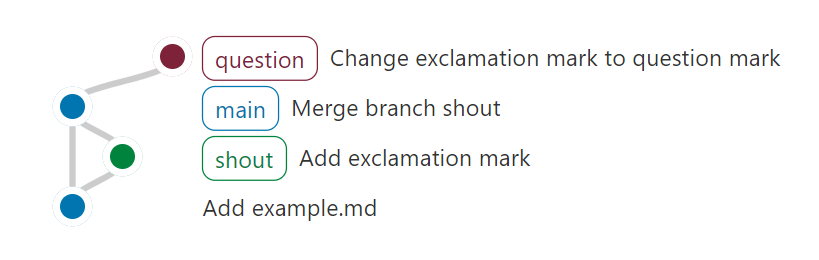 question Change exclamation mark to question mark
main Merge branch shout
shout Add exclamation mark
Add example.md